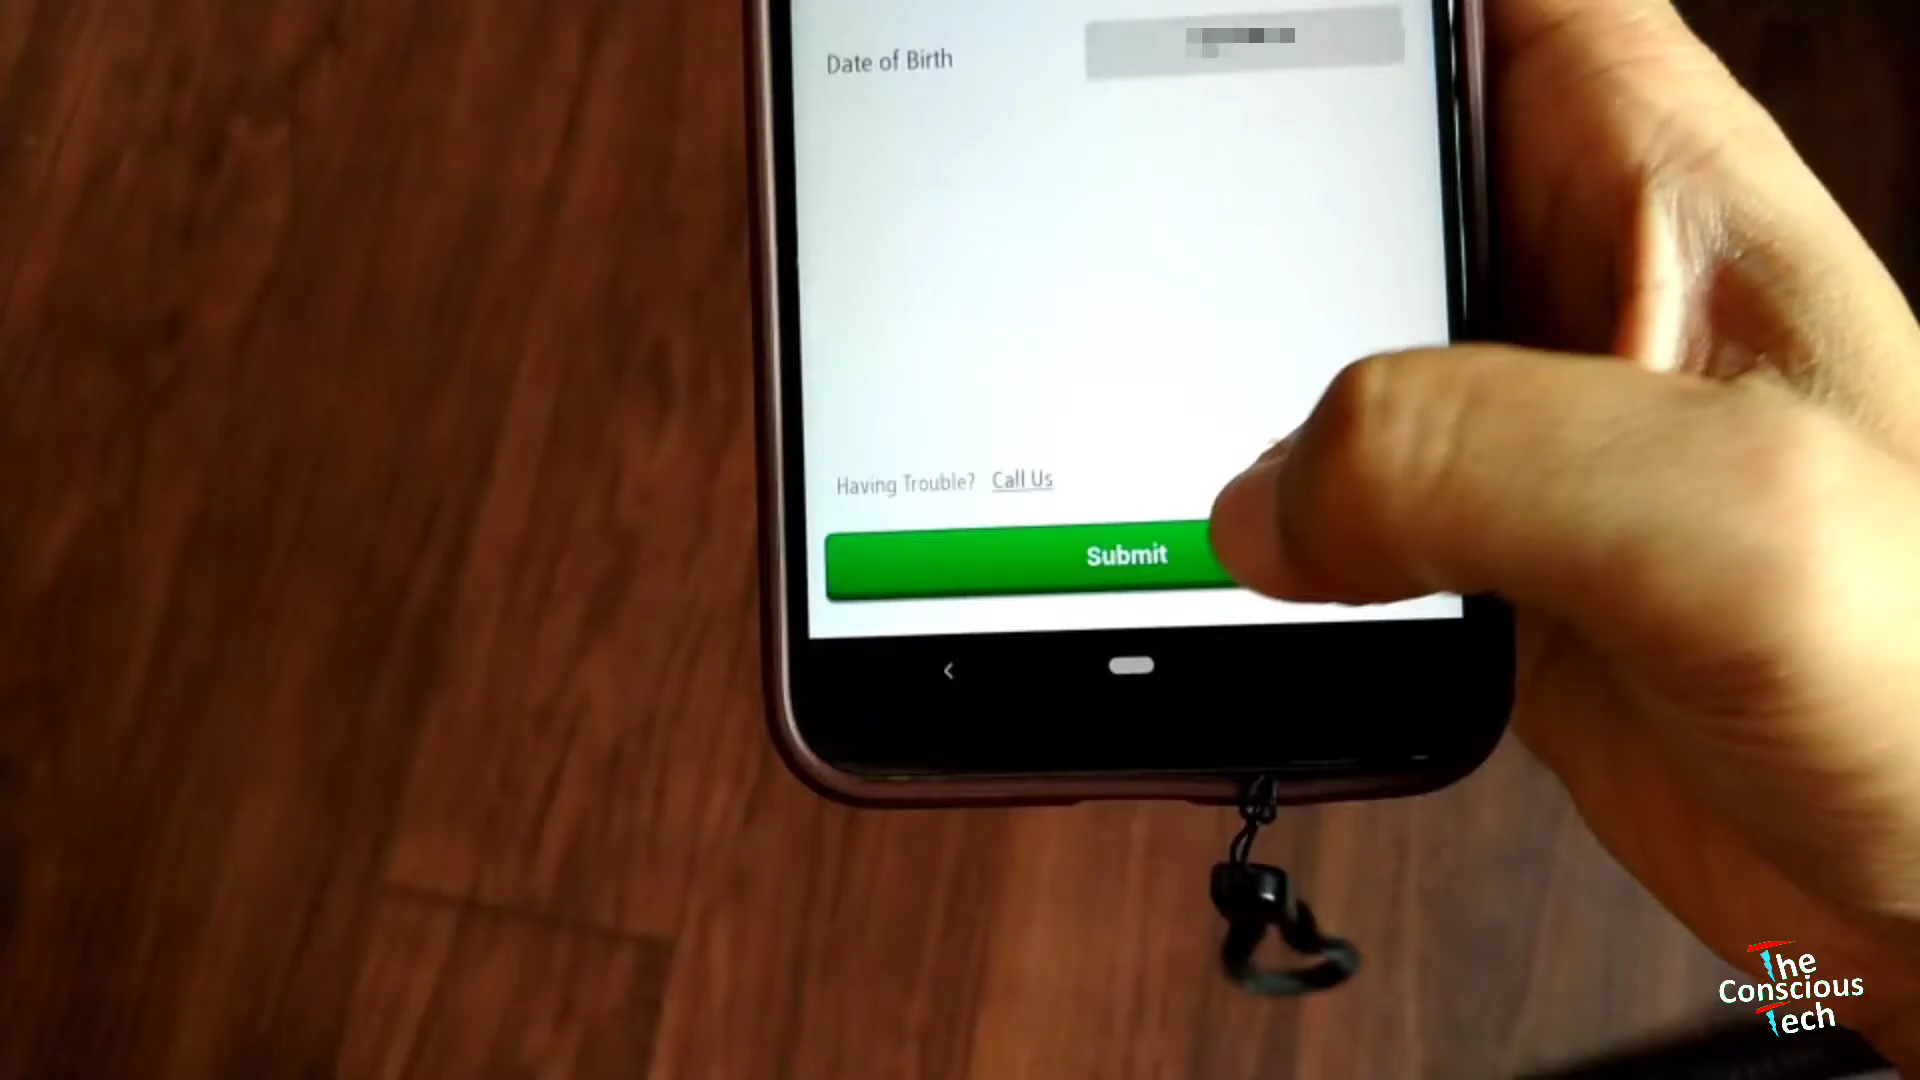 Date of Birth
Having Trouble? Call Us
Submit
The
Conscious
Tech